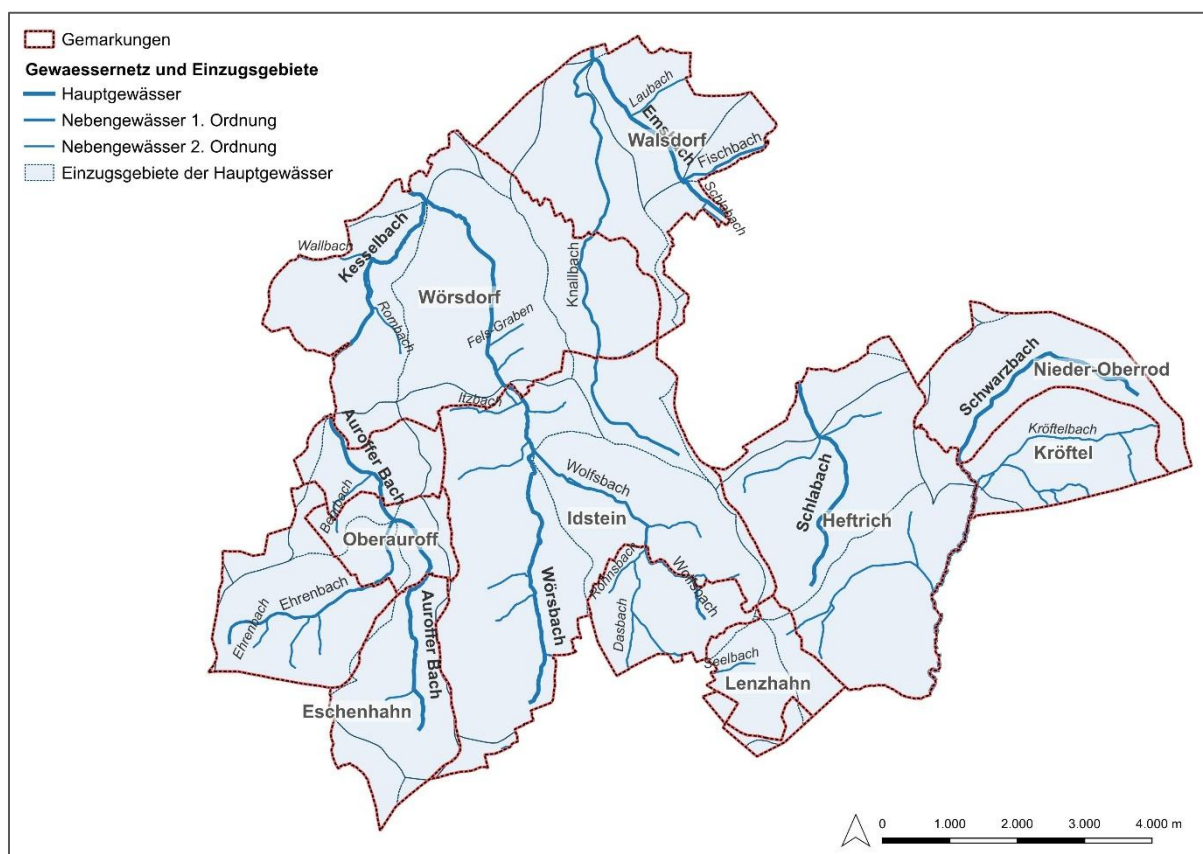 Gemarkungen
Gewaessernetz und Einzugsgebiete
Hauptgewässer
Nebengewässer 1. Ordnung
Nebengewässer 2. Ordnung
Einzugsgebiete der Hauptgewässer
Laubach
Emsbach
Walsdorf
Fischbach
Schlabach
Wallbach
Kesselbach
Knallbach
Wörsdorf
Rombach
Fels-Graben
Itzbach
Schwarzbach
Nieder-Oberrod
Kröftelbach
Kröftel
Auroffer Bach
Wolfsbach
Schlabach
Beinbach
Idstein
Heftrich
Oberauroff
Ehrenbach
Ehrenbach
Rohnsbach
Wolfsbach
Wörsbach
Dasbach
Auroffer Bach
Seelbach
Lenzhahn
Eschenhahn
0 1.000 2.000 3.000 4.000 m